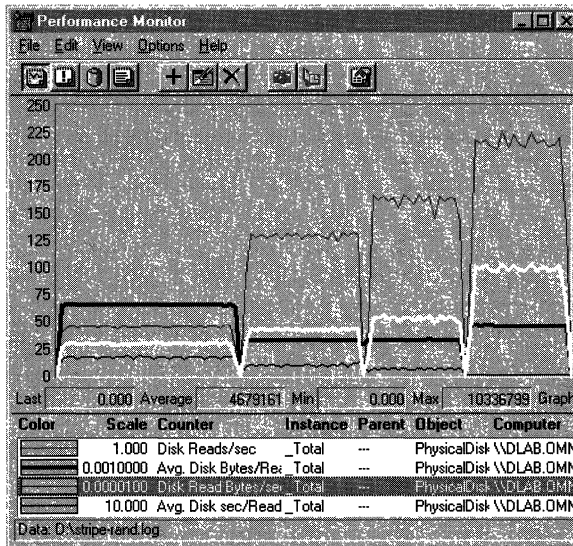 Performance Monitor
File Edit View Options Help
250
225
200
175
150
125
100
75
50
25
0
Last 0.000 Average 4679161 Min 0.000 Max 10336799 Graph
Color Scale Counter Instance Parent Object Computer
1.000 Disk Reads/sec _Total --- PhysicalDisk \\DLAB.OMN
0.0010000 Avg. Disk Bytes/Rea _Total --- PhysicalDisk \\DLAB.OMN
0.0000100 Disk Read Bytes/sec _Total --- PhysicalDisk \\DLAB.OMN
10.000 Avg. Disk sec/Read _Total --- PhysicalDisk \\DLAB.OMN
Data: D:\stripe-rand.log